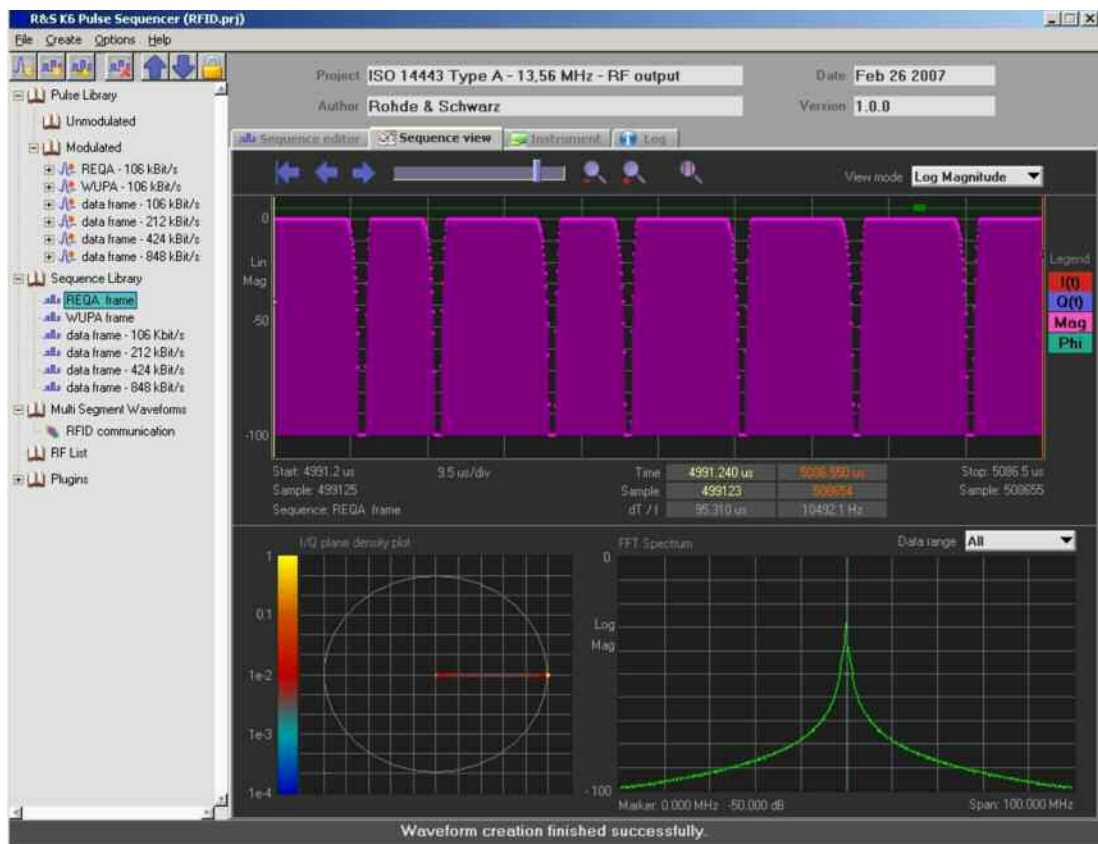 R&S K6 Pulse Sequencer (RFID.prj)
File Create Options Help
Project ISO 14443 Type A - 13,56 MHz - RF output Date Feb 26 2007
Author Rohde & Schwarz Version 1.0.0
Pulse Library
Unmodulated
Modulated
REQA - 106 kBit/s
WUPA - 106 kBit/s
data frame - 106 kBit/s
data frame - 212 kBit/s
data frame - 424 kBit/s
data frame - 848 kBit/s
Sequence Library
REQA frame
WUPA frame
data frame - 106 Kbit/s
data frame - 212 kBit/s
data frame - 424 kBit/s
data frame - 848 kBit/s
Multi Segment Waveforms
RFID communication
RF List
Plugins
Sequence editor Sequence view Instrument Log
View mode Log Magnitude
0
Lin
Mag
-50
-100
Legend
I(t)
Q(t)
Mag
Phi
Start: 4991.2 us 9.5 us/div Time 4991.240 us 5086.550 us Stop: 5086.5 us
Sample: 499125 Sample 499123 508654 Sample: 508655
Sequence: REQA frame dT / f 95.310 us 10492.1 Hz
I/Q plane density plot
1
0.1
1e-2
1e-3
1e-4
FFT Spectrum Data range All
0
Log
Mag
-100
Marker: 0.000 MHz -50.000 dB Span: 100.000 MHz
Waveform creation finished successfully.